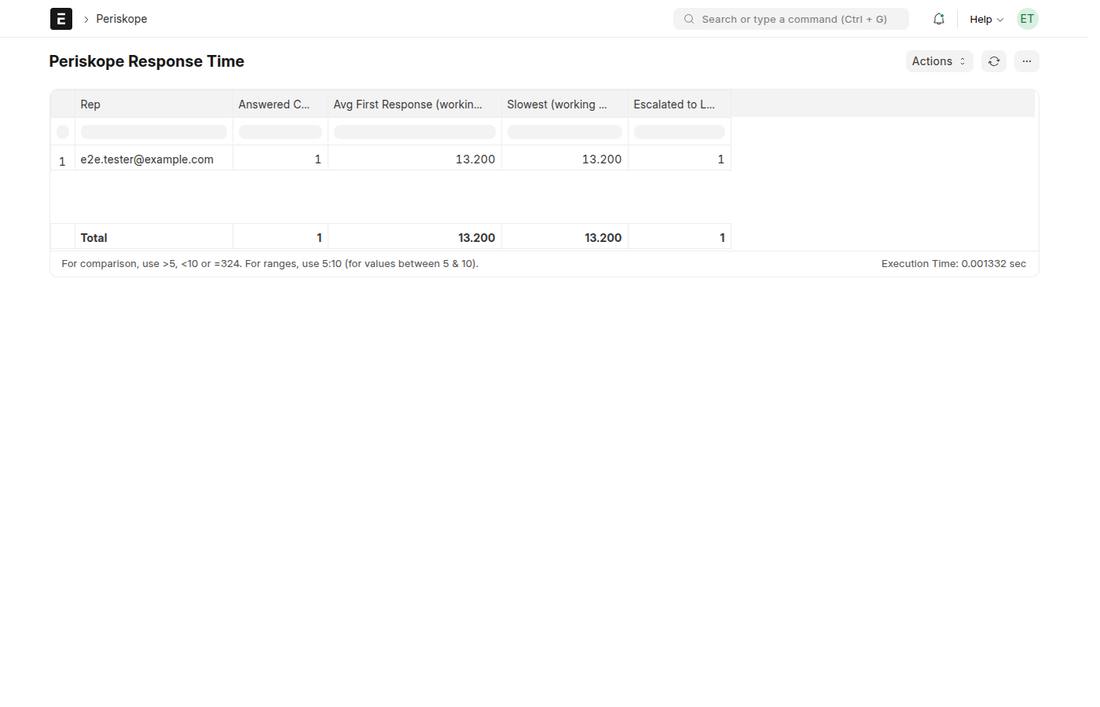 Periskope
Search or type a command (Ctrl + G)
Help
ET
Periskope Response Time
Actions
Rep
Answered C...
Avg First Response (workin...
Slowest (working ...
Escalated to L...
1
e2e.tester@example.com
1
13.200
13.200
1
Total
1
13.200
13.200
1
For comparison, use >5, <10 or =324. For ranges, use 5:10 (for values between 5 & 10).
Execution Time: 0.001332 sec